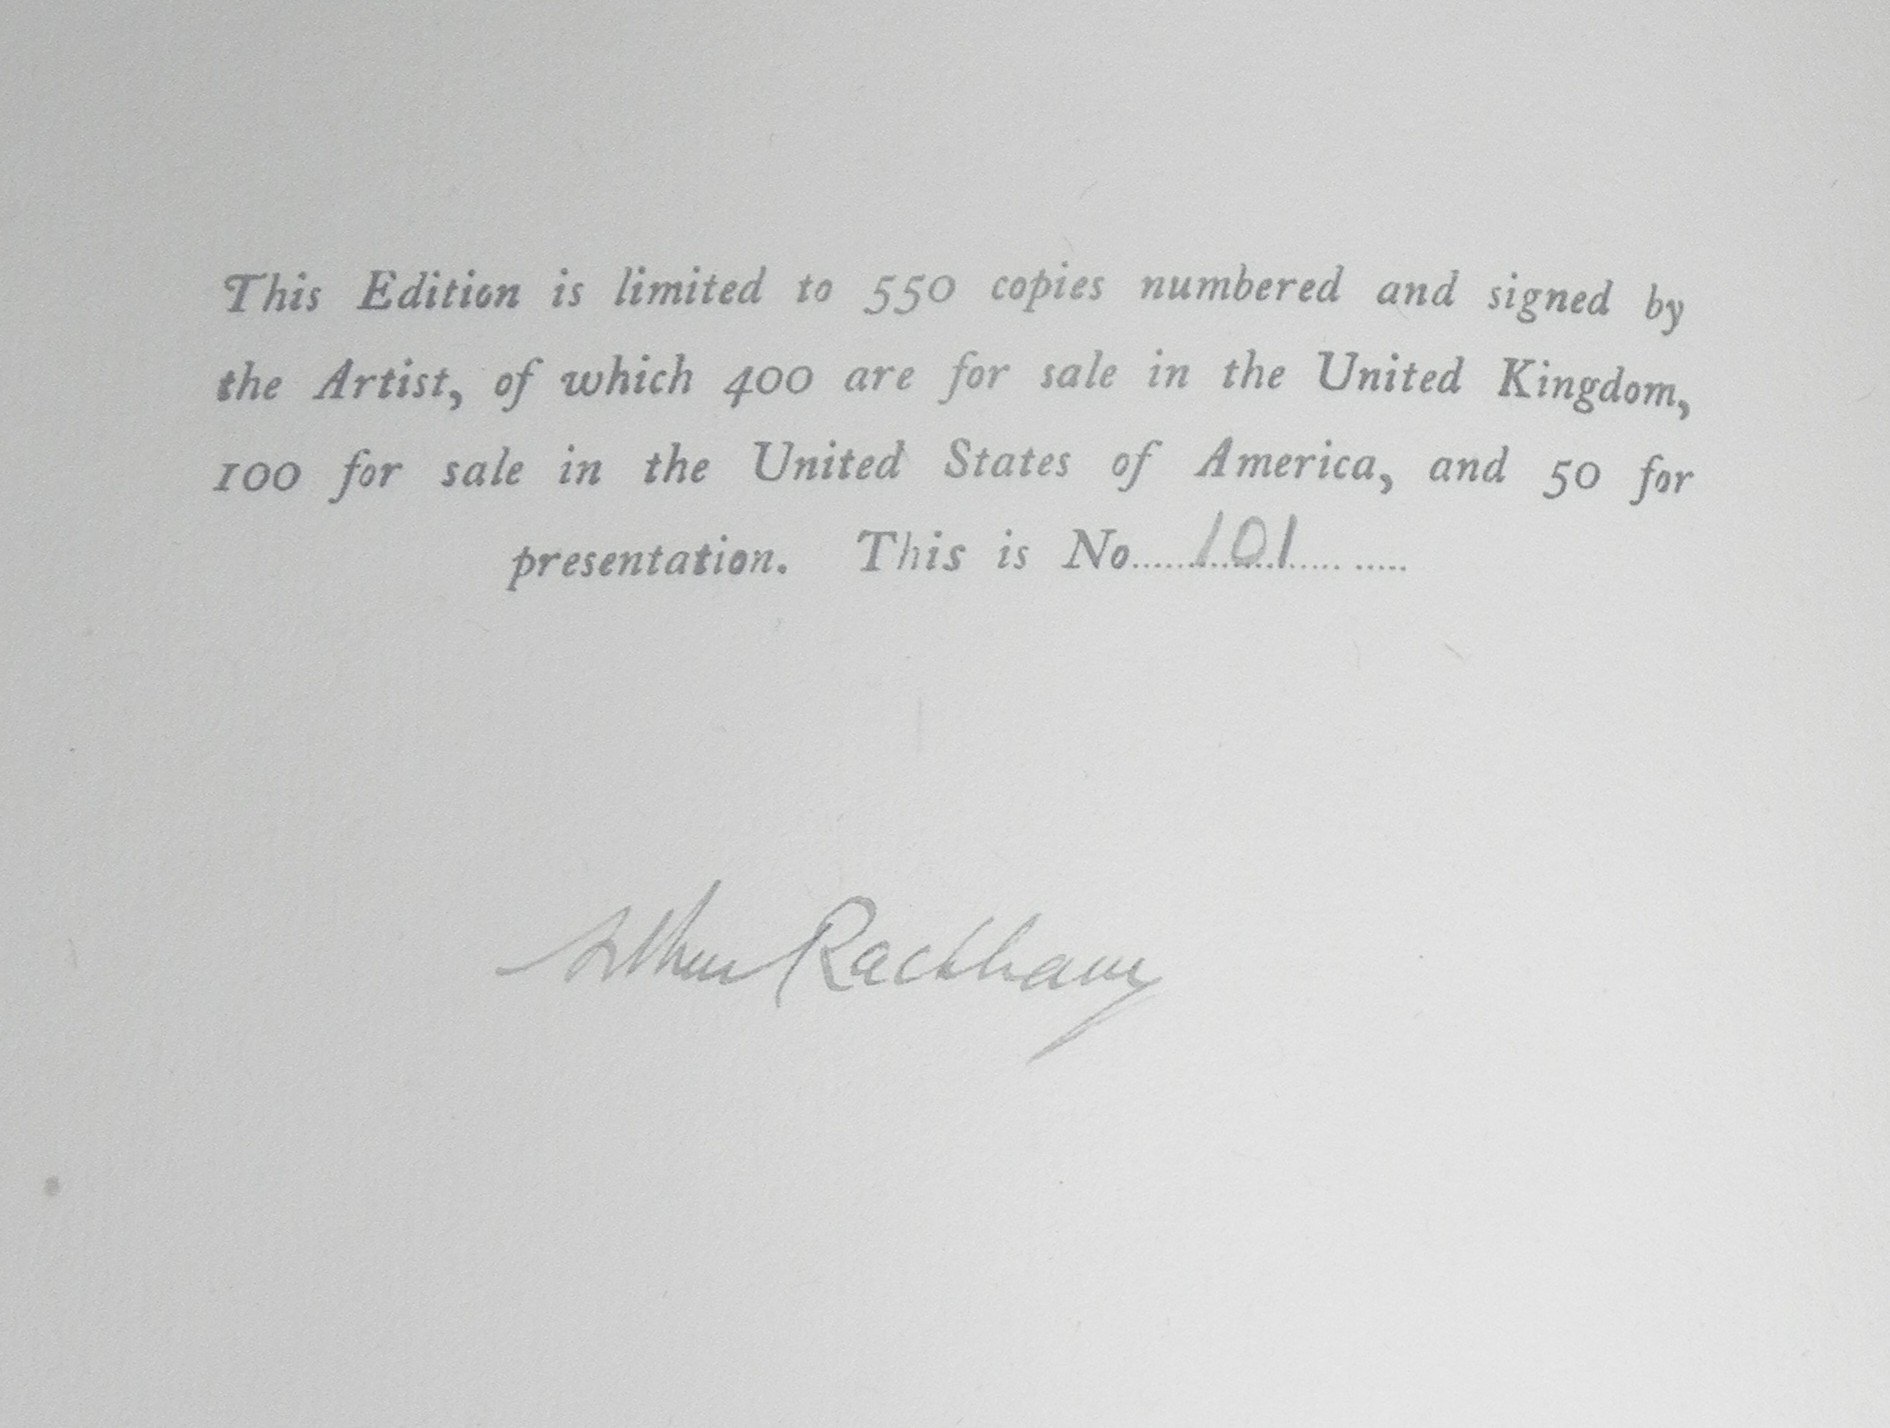 This Edition is limited to 550 copies numbered and signed by
the Artist, of which 400 are for sale in the United Kingdom,
100 for sale in the United States of America, and 50 for
presentation. This is No......101.........
Arthur Rackham